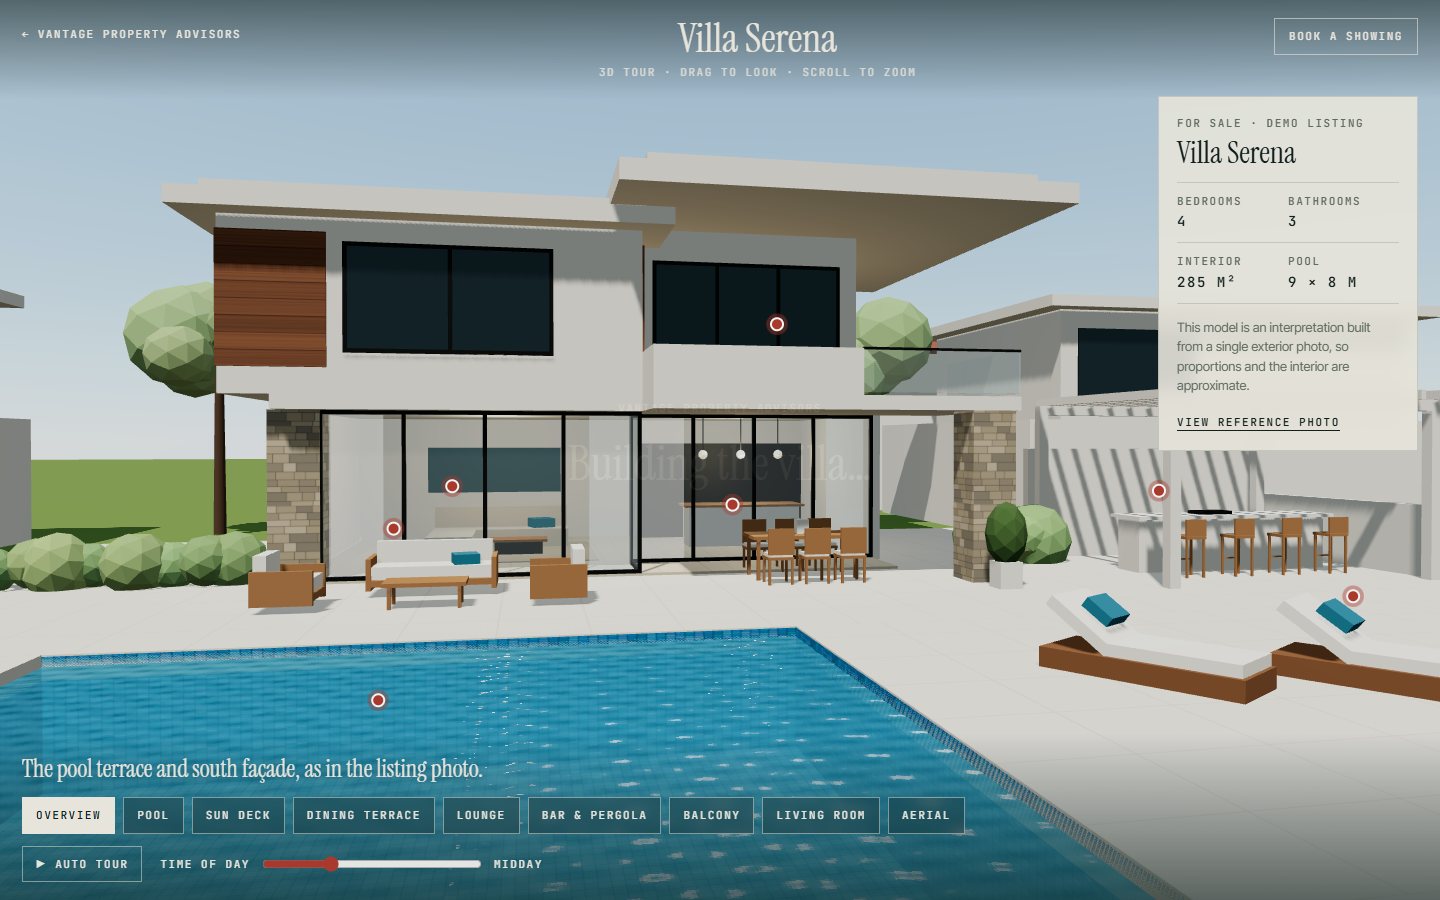 ← VANTAGE PROPERTY ADVISORS
Villa Serena
3D TOUR · DRAG TO LOOK · SCROLL TO ZOOM
BOOK A SHOWING
FOR SALE · DEMO LISTING
Villa Serena
BEDROOMS
4
BATHROOMS
3
INTERIOR
285 M²
POOL
9 × 8 M
This model is an interpretation built
from a single exterior photo, so
proportions and the interior are
approximate.
VIEW REFERENCE PHOTO
VANTAGE PROPERTY ADVISORS
Building the villa...
The pool terrace and south façade, as in the listing photo.
OVERVIEW
POOL
SUN DECK
DINING TERRACE
LOUNGE
BAR & PERGOLA
BALCONY
LIVING ROOM
AERIAL
▶ AUTO TOUR
TIME OF DAY
MIDDAY